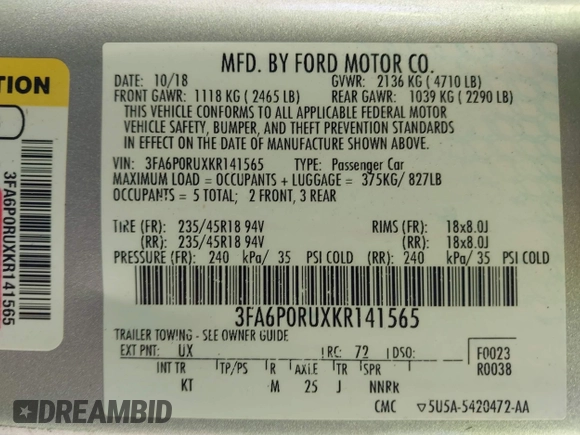 MFD. BY FORD MOTOR CO.
DATE: 10/18 GVWR: 2136 KG ( 4710 LB)
FRONT GAWR: 1118 KG ( 2465 LB) REAR GAWR: 1039 KG ( 2290 LB)
THIS VEHICLE CONFORMS TO ALL APPLICABLE FEDERAL MOTOR
VEHICLE SAFETY, BUMPER, AND THEFT PREVENTION STANDARDS
IN EFFECT ON THE DATE OF MANUFACTURE SHOWN ABOVE.
VIN: 3FA6P0RUXKR141565 TYPE: Passenger Car
MAXIMUM LOAD = OCCUPANTS + LUGGAGE = 375KG/ 827LB
OCCUPANTS = 5 TOTAL; 2 FRONT, 3 REAR
TIRE (FR): 235/45R18 94V RIMS (FR): 18x8.0J
(RR): 235/45R18 94V (RR): 18x8.0J
PRESSURE (FR): 240 kPa/ 35 PSI COLD (RR): 240 kPa/ 35 PSI COLD
3FA6P0RUXKR141565
TRAILER TOWING - SEE OWNER GUIDE
EXT PNT: UX RC: 72 DSO: F0023
R0038
INT TR TP/PS R AXLE TR SPR
KT M 25 J NNRK
CMC ▽5U5A-5420472-AA
TION
3FA6P0RUXKR141565
DREAMBID